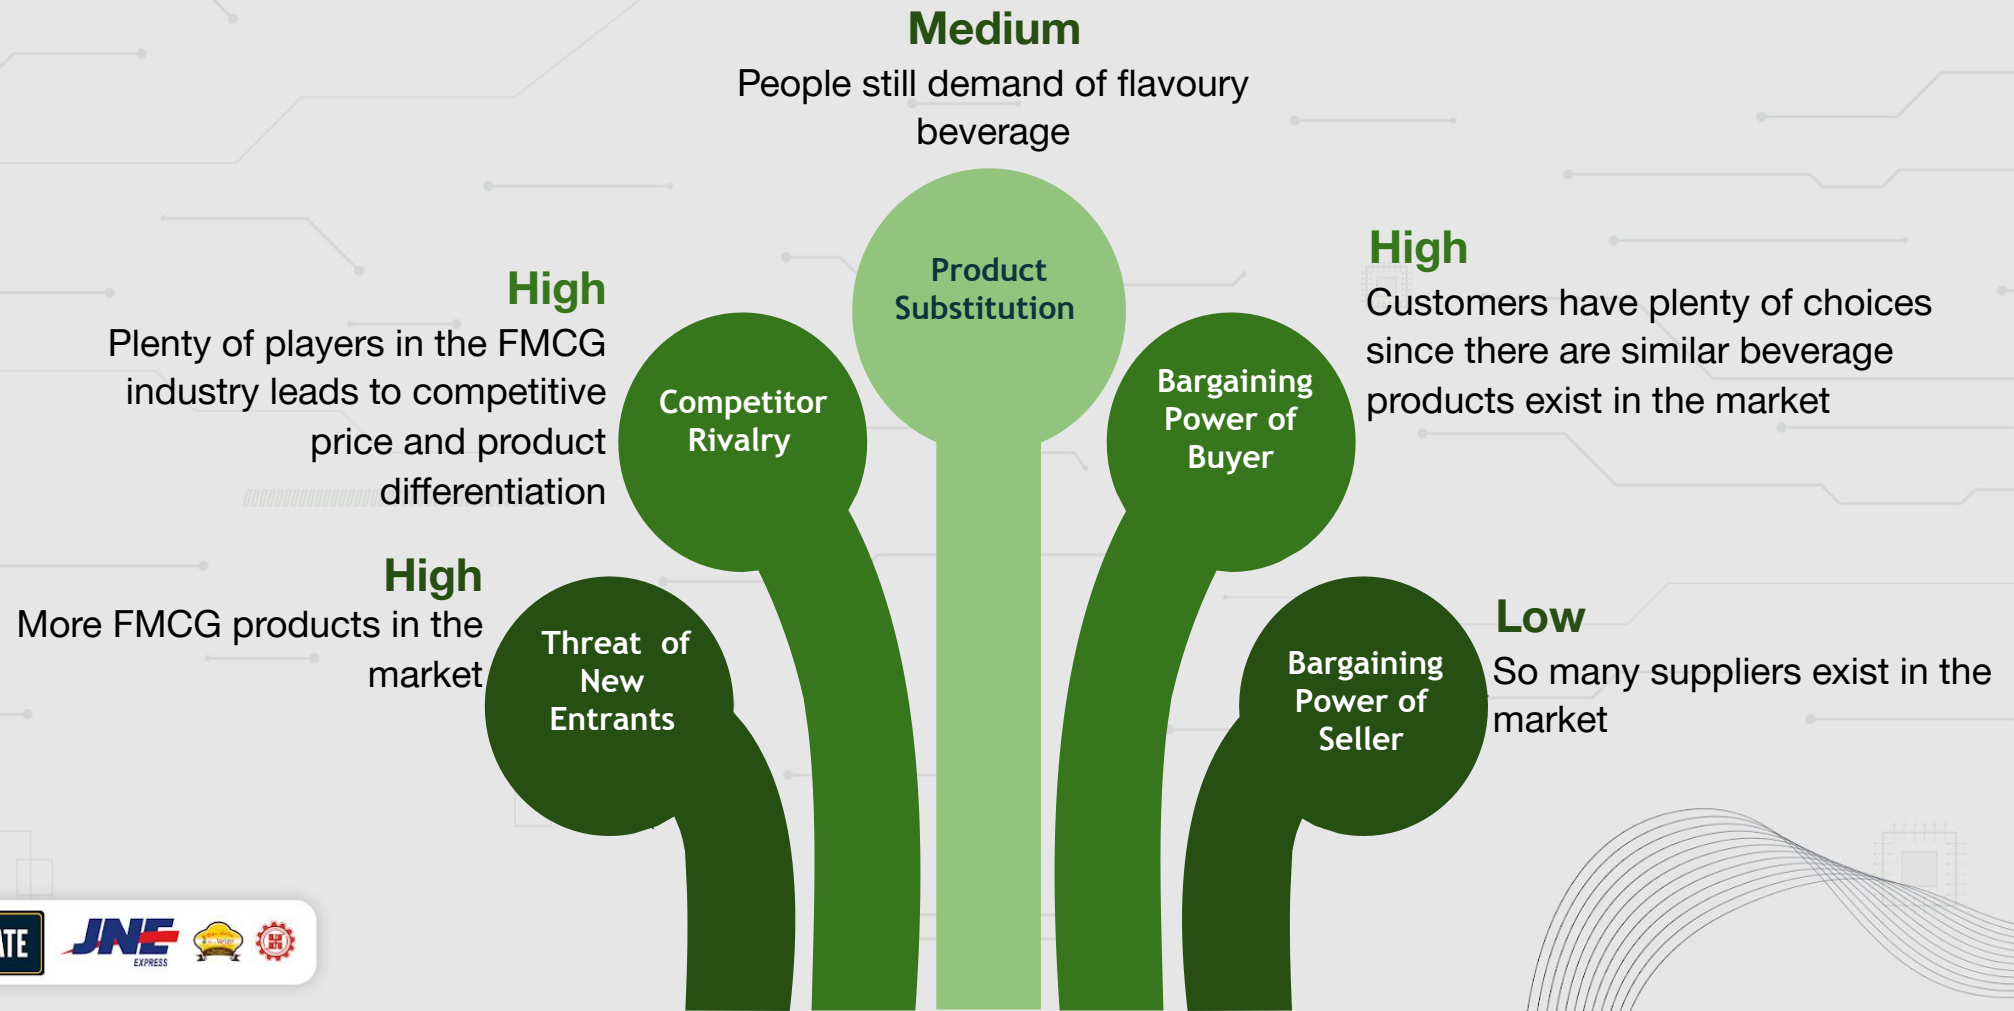 Medium
People still demand of flavoury
beverage
Product
Substitution
High
Plenty of players in the FMCG
industry leads to competitive
price and product
differentiation
Competitor
Rivalry
High
Customers have plenty of choices
since there are similar beverage
products exist in the market
Bargaining
Power of
Buyer
High
More FMCG products in the
market
Threat of
New
Entrants
Low
So many suppliers exist in the
market
Bargaining
Power of
Seller
ATE
JNE
EXPRESS